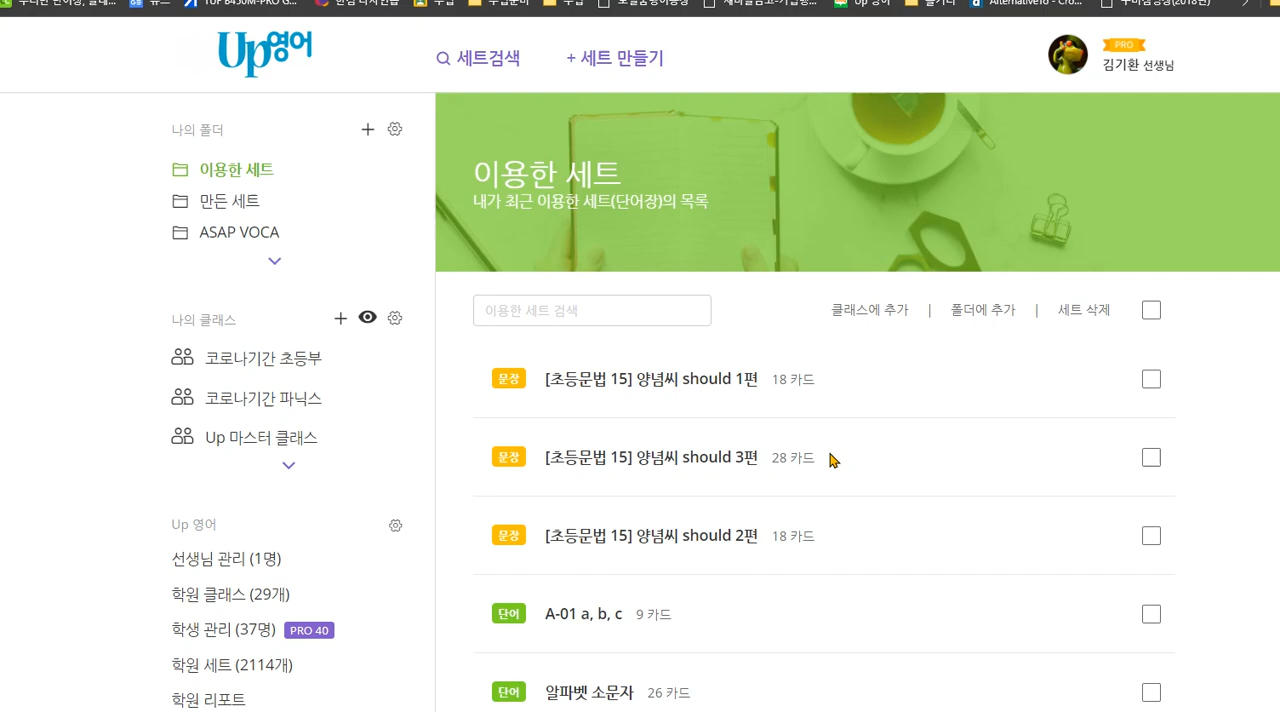 뉴스
TUF B450M-PRO G...
Up 영어
AlternativeTo - Cro...
Up영어
세트검색
+ 세트 만들기
PRO
김기환 선생님
나의 폴더
이용한 세트
만든 세트
ASAP VOCA
나의 클래스
코로나기간 초등부
코로나기간 파닉스
Up 마스터 클래스
Up 영어
선생님 관리 (1명)
학원 클래스 (29개)
학생 관리 (37명) PRO 40
학원 세트 (2114개)
학원 리포트
이용한 세트
내가 최근 이용한 세트(단어장)의 목록
이용한 세트 검색
클래스에 추가 | 폴더에 추가 | 세트 삭제
문장 [초등문법 15] 양념씨 should 1편 18 카드
문장 [초등문법 15] 양념씨 should 3편 28 카드
문장 [초등문법 15] 양념씨 should 2편 18 카드
단어 A-01 a, b, c 9 카드
단어 알파벳 소문자 26 카드